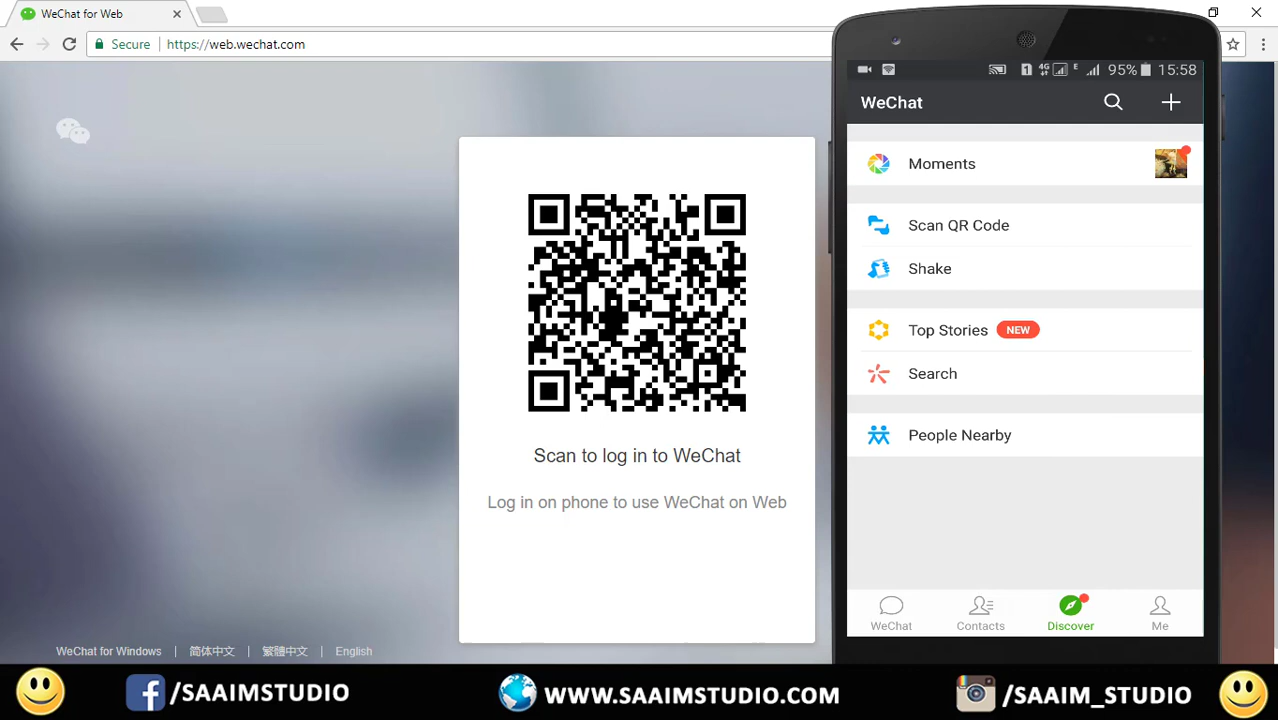 WeChat for Web
Secure
https://web.wechat.com
Scan to log in to WeChat
Log in on phone to use WeChat on Web
WeChat for Windows | 简体中文 | 繁體中文 | English
1 4G E 95% 15:58
WeChat
Moments
Scan QR Code
Shake
Top Stories NEW
Search
People Nearby
WeChat Contacts Discover Me
/SAAIMSTUDIO WWW.SAAIMSTUDIO.COM /SAAIM_STUDIO